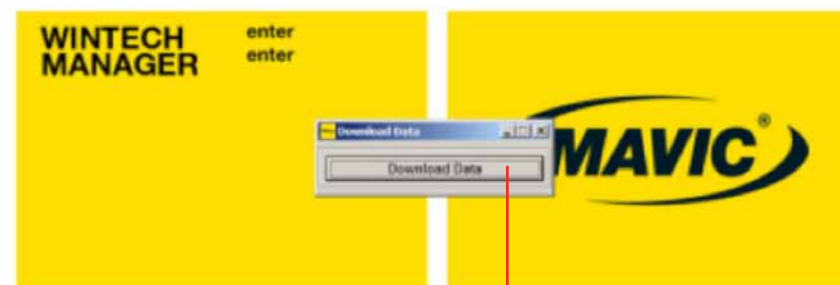 WINTECH
MANAGER
enter
enter
Download Data
Download Data
MAVIC®